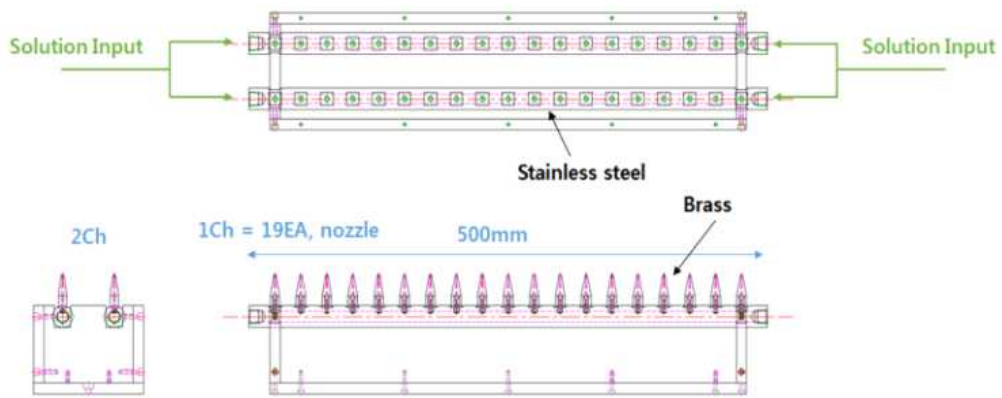 Solution Input
Solution Input
Stainless steel
Brass
2Ch
1Ch = 19EA, nozzle
500mm